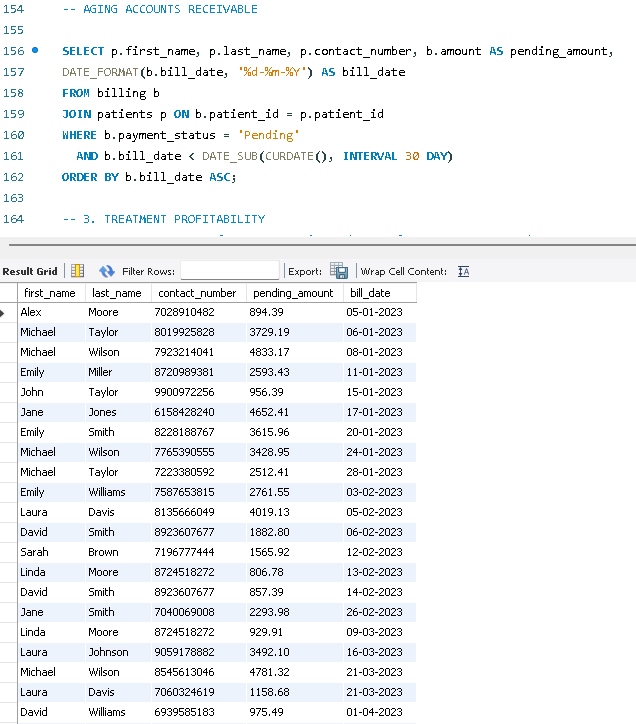 154 -- AGING ACCOUNTS RECEIVABLE
155
156 SELECT p.first_name, p.last_name, p.contact_number, b.amount AS pending_amount,
157 DATE_FORMAT(b.bill_date, '%d-%m-%Y') AS bill_date
158 FROM billing b
159 JOIN patients p ON b.patient_id = p.patient_id
160 WHERE b.payment_status = 'Pending'
161 AND b.bill_date < DATE_SUB(CURDATE(), INTERVAL 30 DAY)
162 ORDER BY b.bill_date ASC;
163
164 -- 3. TREATMENT PROFITABILITY
Result Grid Filter Rows: Export: Wrap Cell Content: IA
first_name last_name contact_number pending_amount bill_date
Alex Moore 7028910482 894.39 05-01-2023
Michael Taylor 8019925828 3729.19 06-01-2023
Michael Wilson 7923214041 4833.17 08-01-2023
Emily Miller 8720989381 2593.43 11-01-2023
John Taylor 9900972256 956.39 15-01-2023
Jane Jones 6158428240 4652.41 17-01-2023
Emily Smith 8228188767 3615.96 20-01-2023
Michael Wilson 7765390555 3428.95 24-01-2023
Michael Taylor 7223380592 2512.41 28-01-2023
Emily Williams 7587653815 2761.55 03-02-2023
Laura Davis 8135666049 4019.13 05-02-2023
David Smith 8923607677 1882.80 06-02-2023
Sarah Brown 7196777444 1565.92 12-02-2023
Linda Moore 8724518272 806.78 13-02-2023
David Smith 8923607677 857.39 14-02-2023
Jane Smith 7040069008 2293.98 26-02-2023
Linda Moore 8724518272 929.91 09-03-2023
Laura Johnson 9059178882 3492.10 16-03-2023
Michael Wilson 8545613046 4781.32 21-03-2023
Laura Davis 7060324619 1158.68 21-03-2023
David Williams 6939585183 975.49 01-04-2023